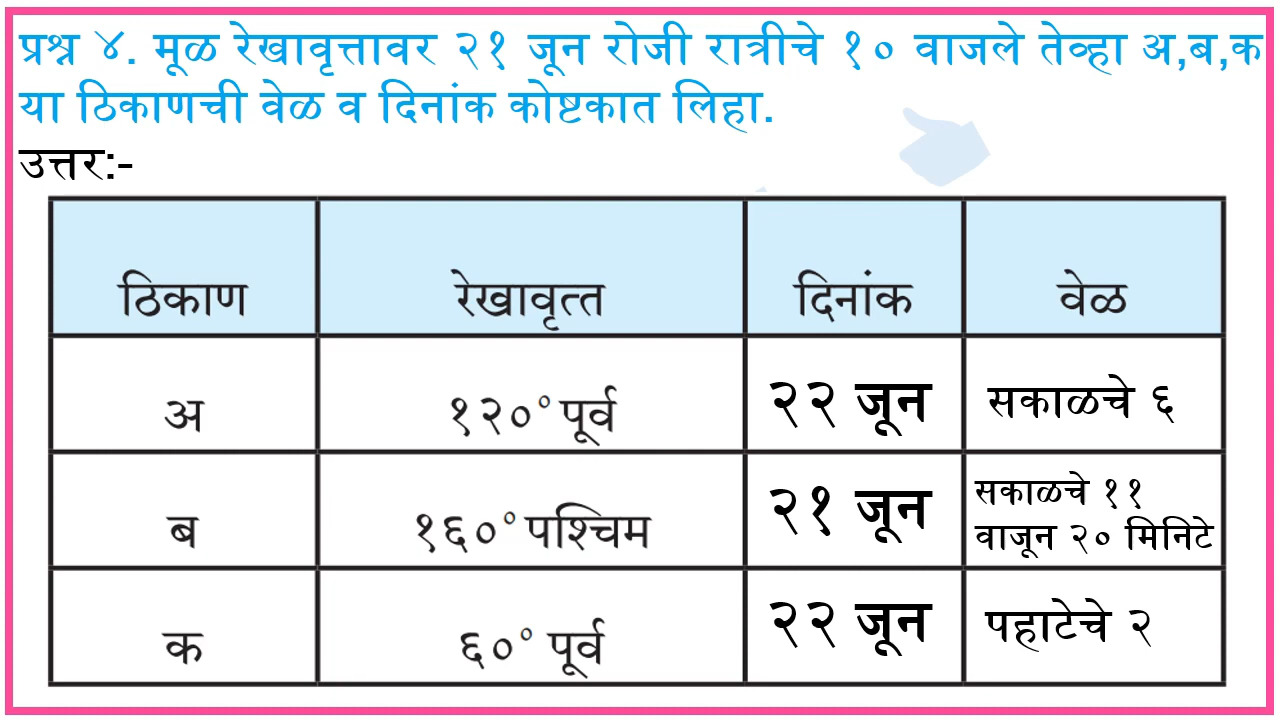 प्रश्न ४. मूळ रेखावृत्तावर २१ जून रोजी रात्रीचे १० वाजले तेव्हा अ,ब,क
या ठिकाणची वेळ व दिनांक कोष्टकात लिहा.
उत्तर:-
ठिकाण रेखावृत्त दिनांक वेळ
अ १२०° पूर्व २२ जून सकाळचे ६
ब १६०° पश्चिम २१ जून सकाळचे ११
वाजून २० मिनिटे
क ६०° पूर्व २२ जून पहाटेचे २